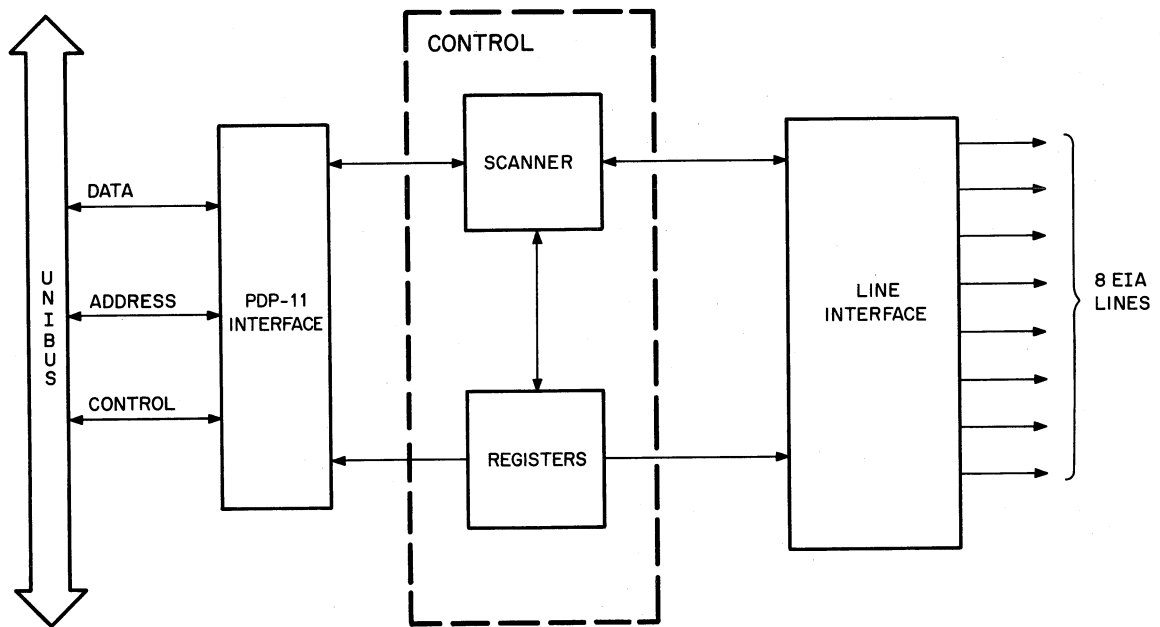 CONTROL
SCANNER
DATA
ADDRESS
CONTROL
UNIBUS
PDP-11
INTERFACE
REGISTERS
LINE
INTERFACE
8 EIA
LINES